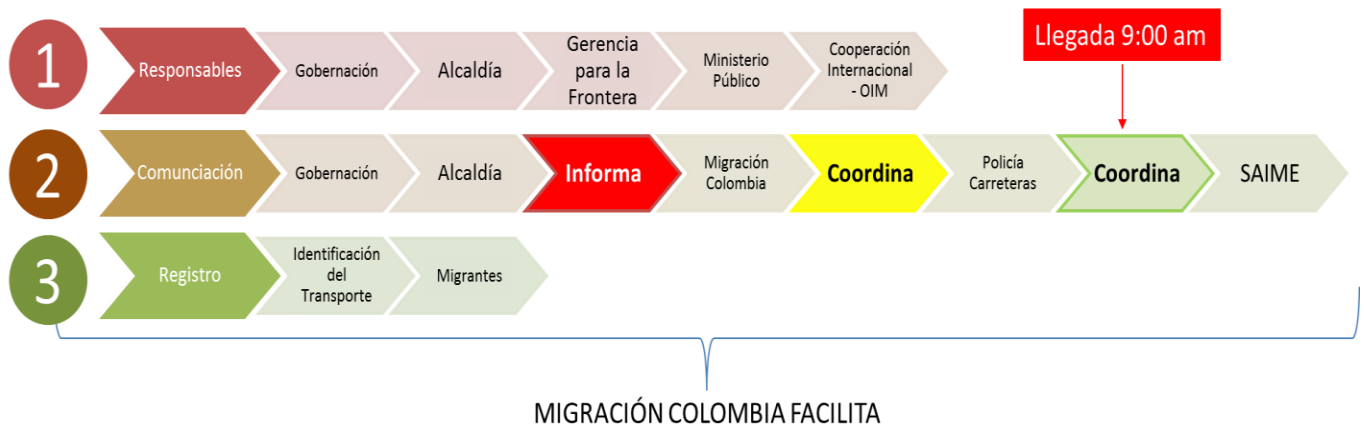 Llegada 9:00 am
1
Responsables
Gobernación
Alcaldía
Gerencia
para la
Frontera
Ministerio
Público
Cooperación
Internacional
- OIM
2
Comunciación
Gobernación
Alcaldía
Informa
Migración
Colombia
Coordina
Policía
Carreteras
Coordina
SAIME
3
Registro
Identificación
del
Transporte
Migrantes
MIGRACIÓN COLOMBIA FACILITA